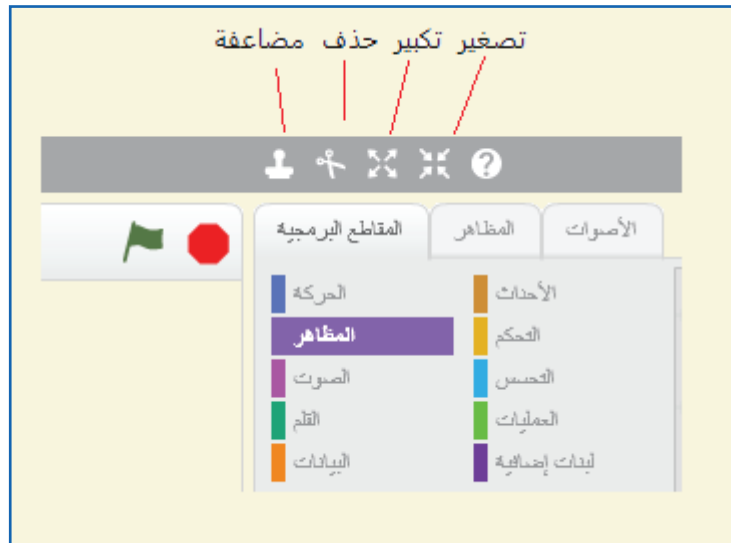 تصغير تكبير حذف مضاعفة
المقاطع البرمجية المظاهر الأصوات
الحركة الأحداث
المظاهر التحكم
الصوت التحسس
القلم العمليات
البيانات لبنات إضافية